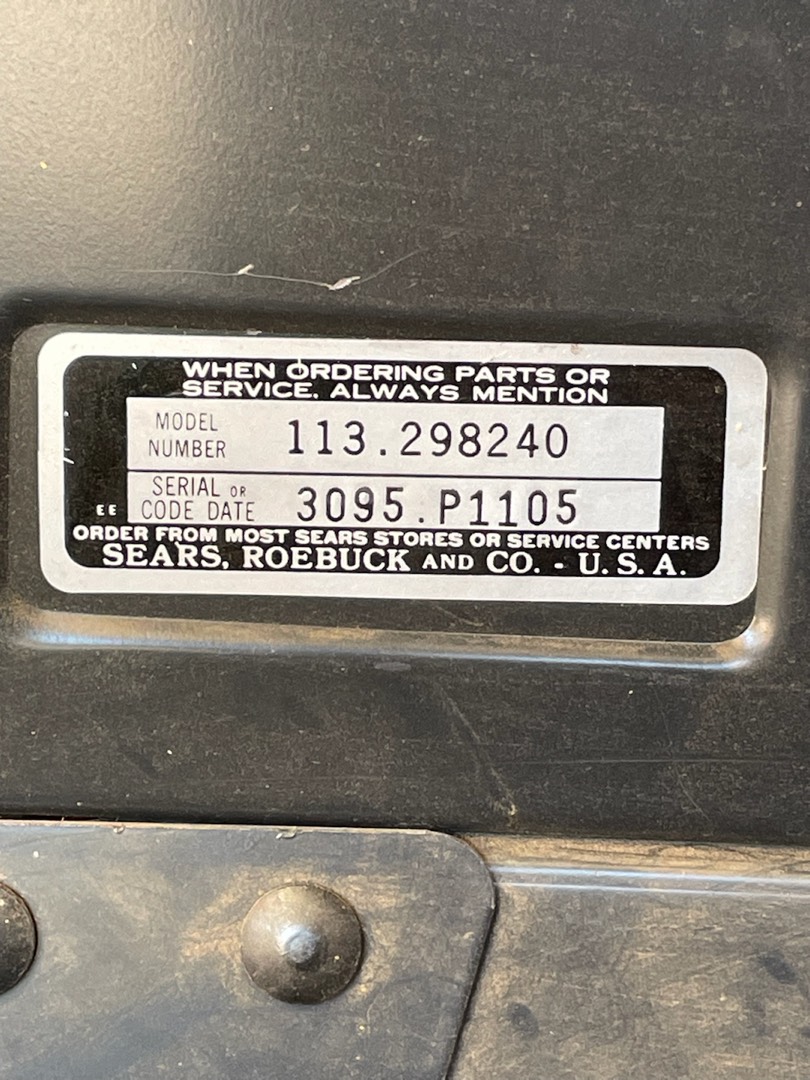 WHEN ORDERING PARTS OR
SERVICE, ALWAYS MENTION
MODEL
NUMBER 113.298240
SERIAL OR
CODE DATE 3095.P1105
EE
ORDER FROM MOST SEARS STORES OR SERVICE CENTERS
SEARS, ROEBUCK AND CO. - U.S.A.